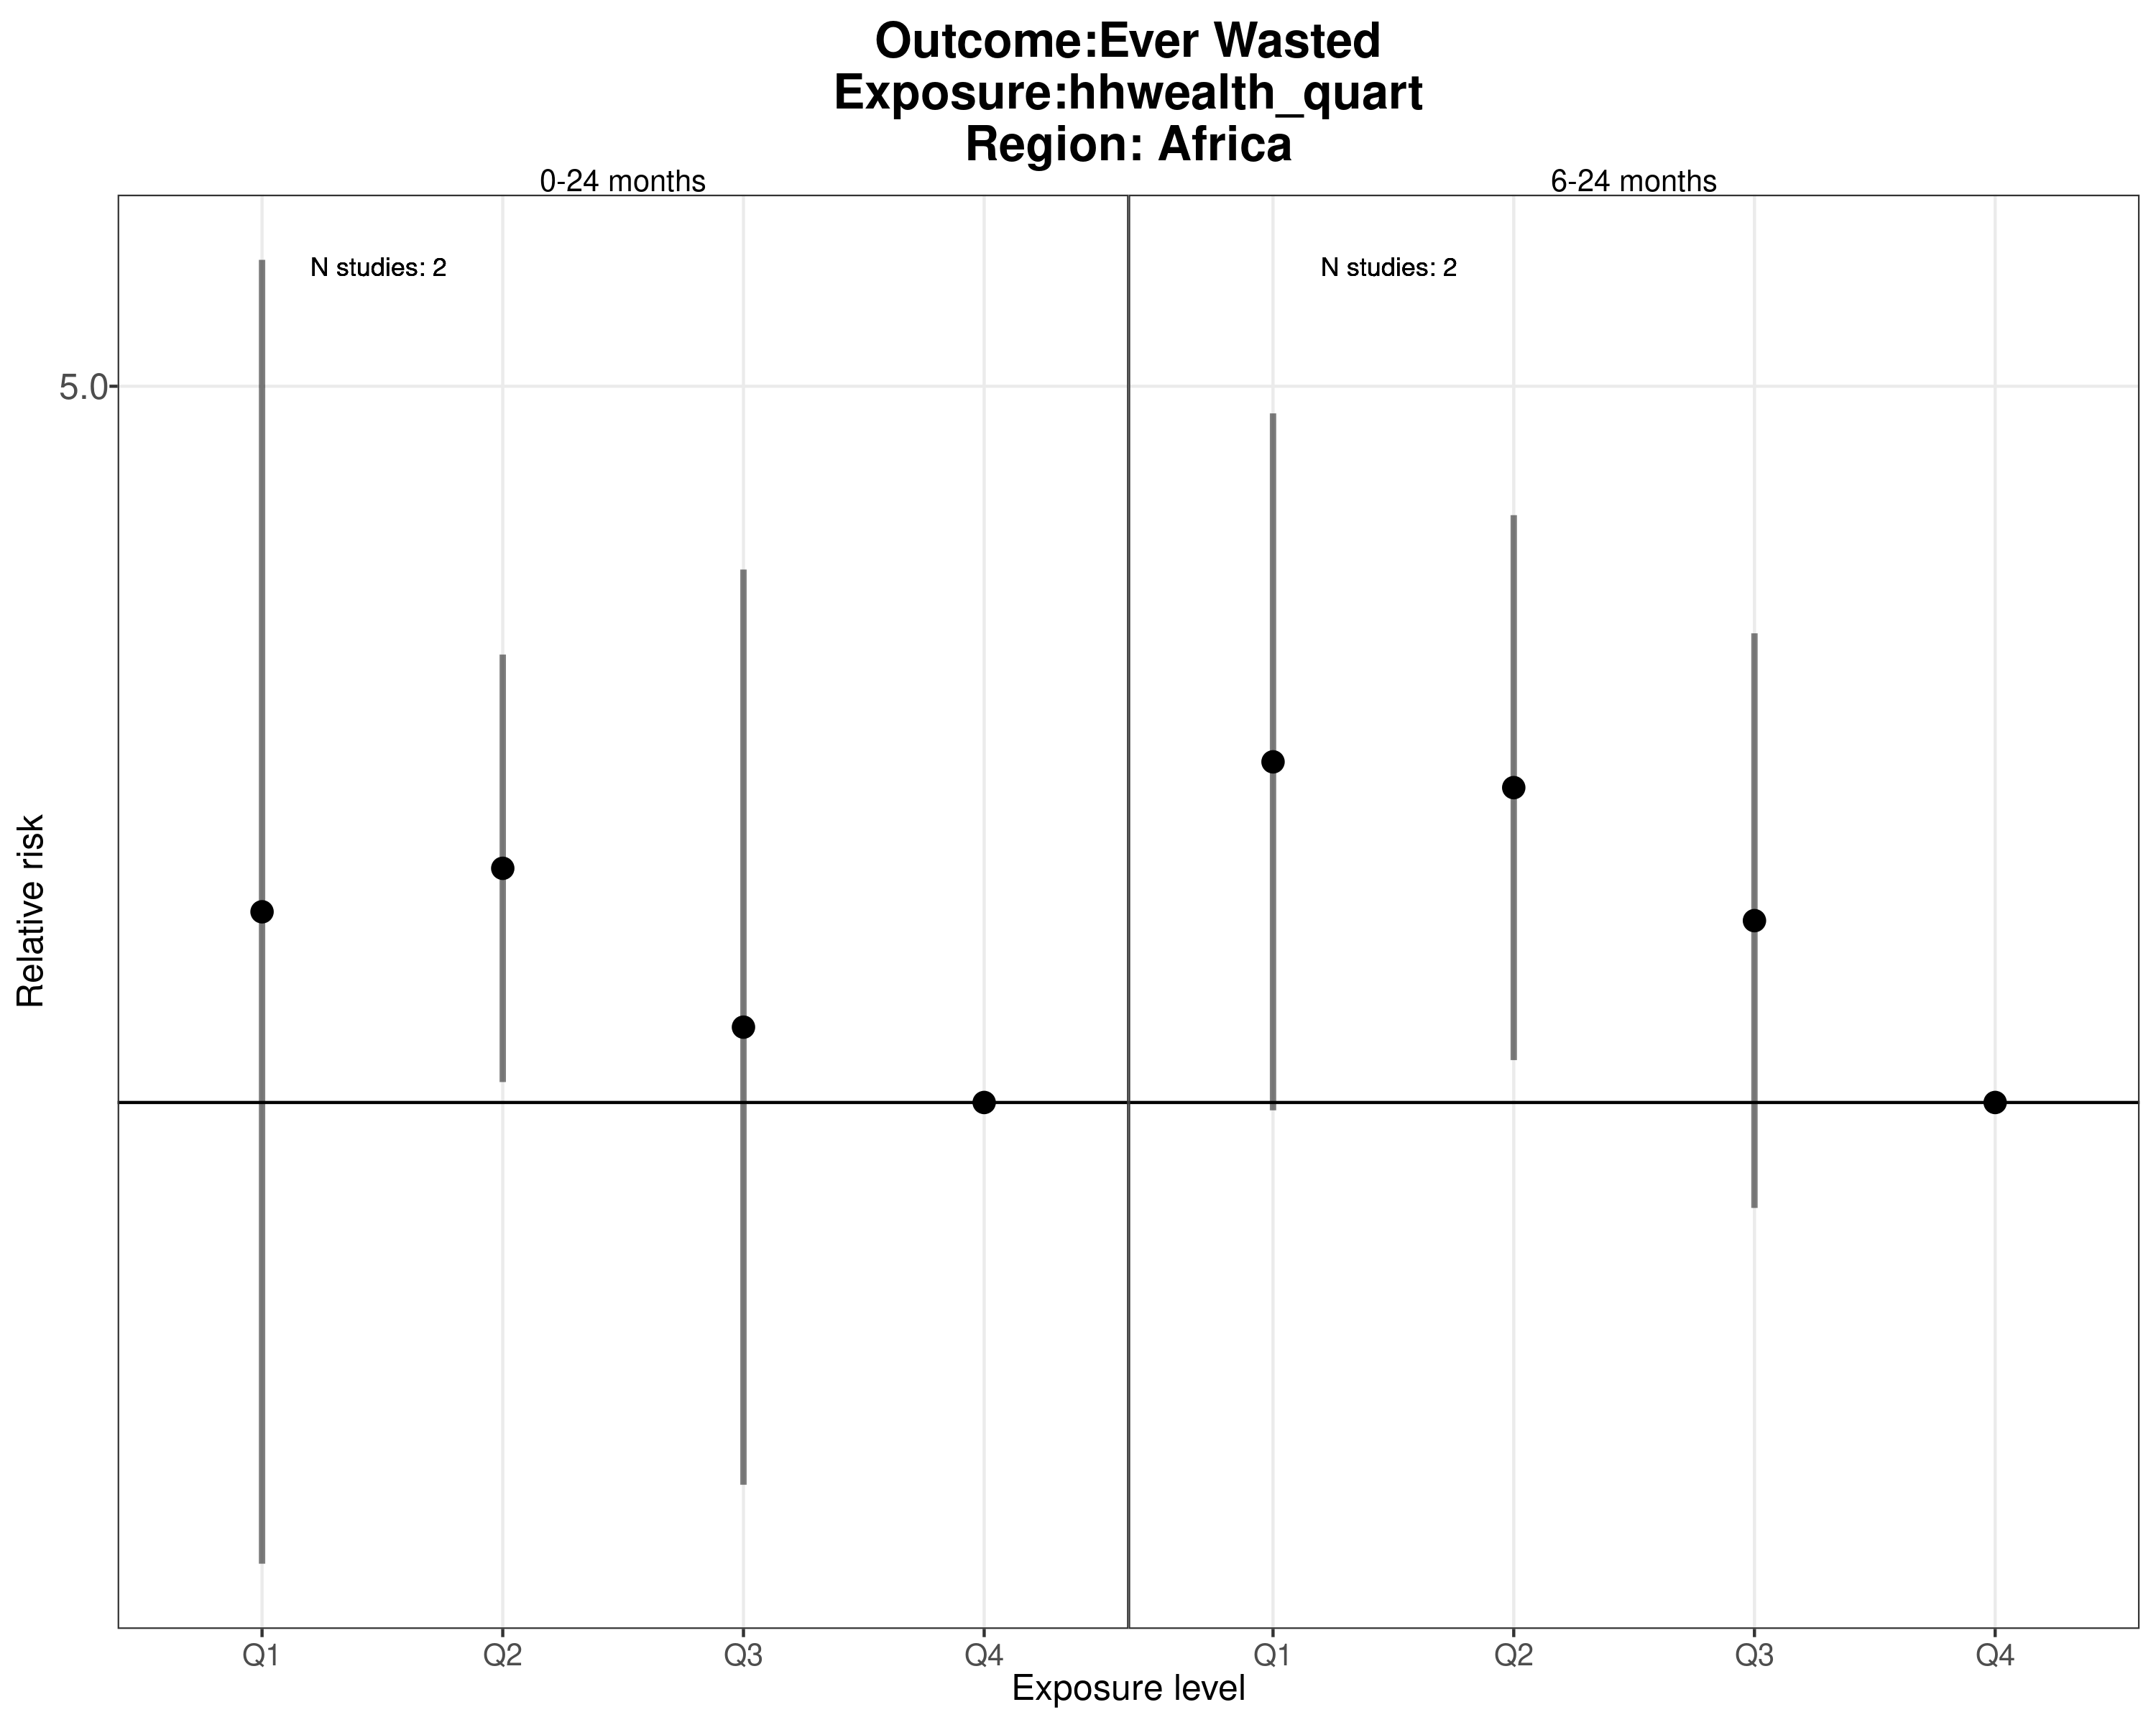 Outcome:Ever Wasted
Exposure:hhwealth_quart
Region: Africa
0-24 months
6-24 months
N studies: 2
N studies: 2
5.0
Relative risk
Q1
Q2
Q3
Q4
Q1
Q2
Q3
Q4
Exposure level